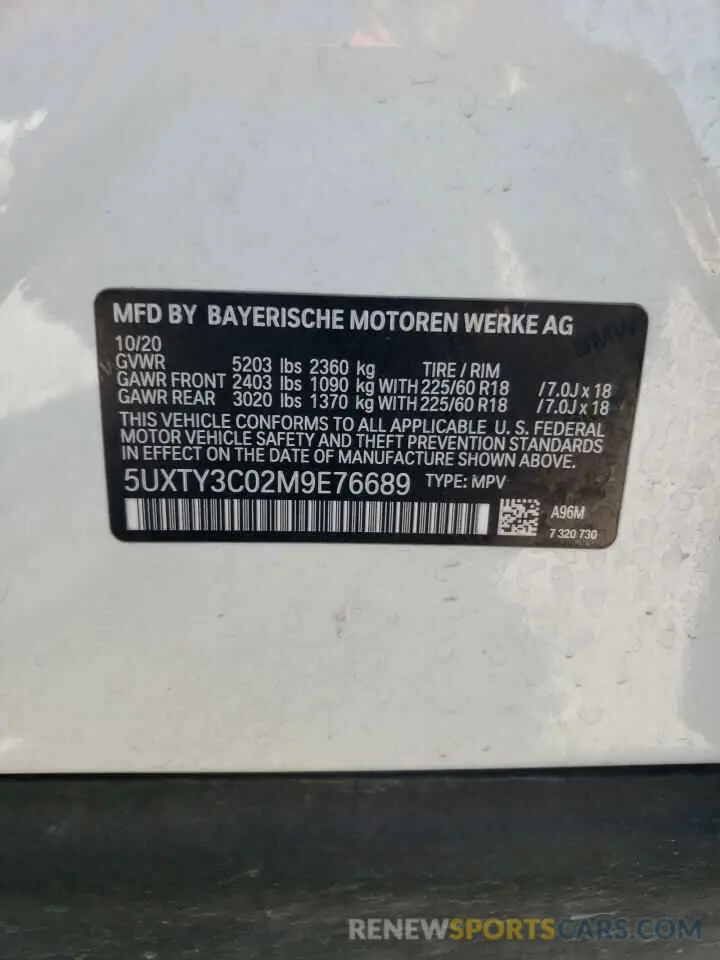 MFD BY BAYERISCHE MOTOREN WERKE AG
10/20
GVWR 5203 lbs 2360 kg TIRE / RIM
GAWR FRONT 2403 lbs 1090 kg WITH 225/60 R18 /7.0J x 18
GAWR REAR 3020 lbs 1370 kg WITH 225/60 R18 /7.0J x 18
THIS VEHICLE CONFORMS TO ALL APPLICABLE U. S. FEDERAL
MOTOR VEHICLE SAFETY AND THEFT PREVENTION STANDARDS
IN EFFECT ON THE DATE OF MANUFACTURE SHOWN ABOVE.
5UXTY3C02M9E76689 TYPE: MPV
A96M
7 320 730
BMW
RENEWSPORTSCARS.COM